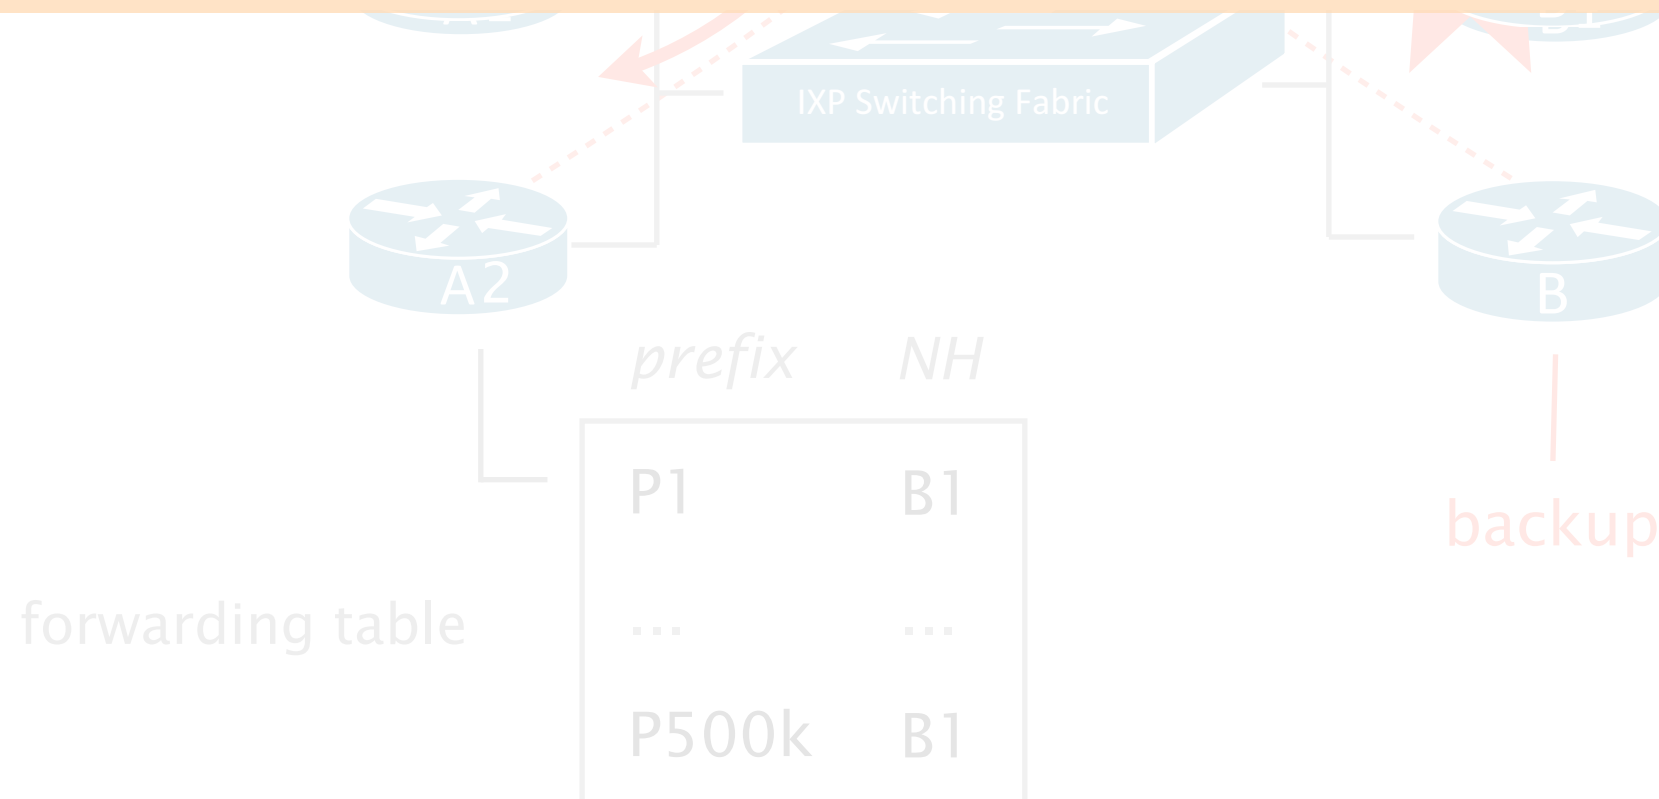 IXP Switching Fabric
A2
B
prefix NH
P1 B1
backup
forwarding table
... ...
P500k B1